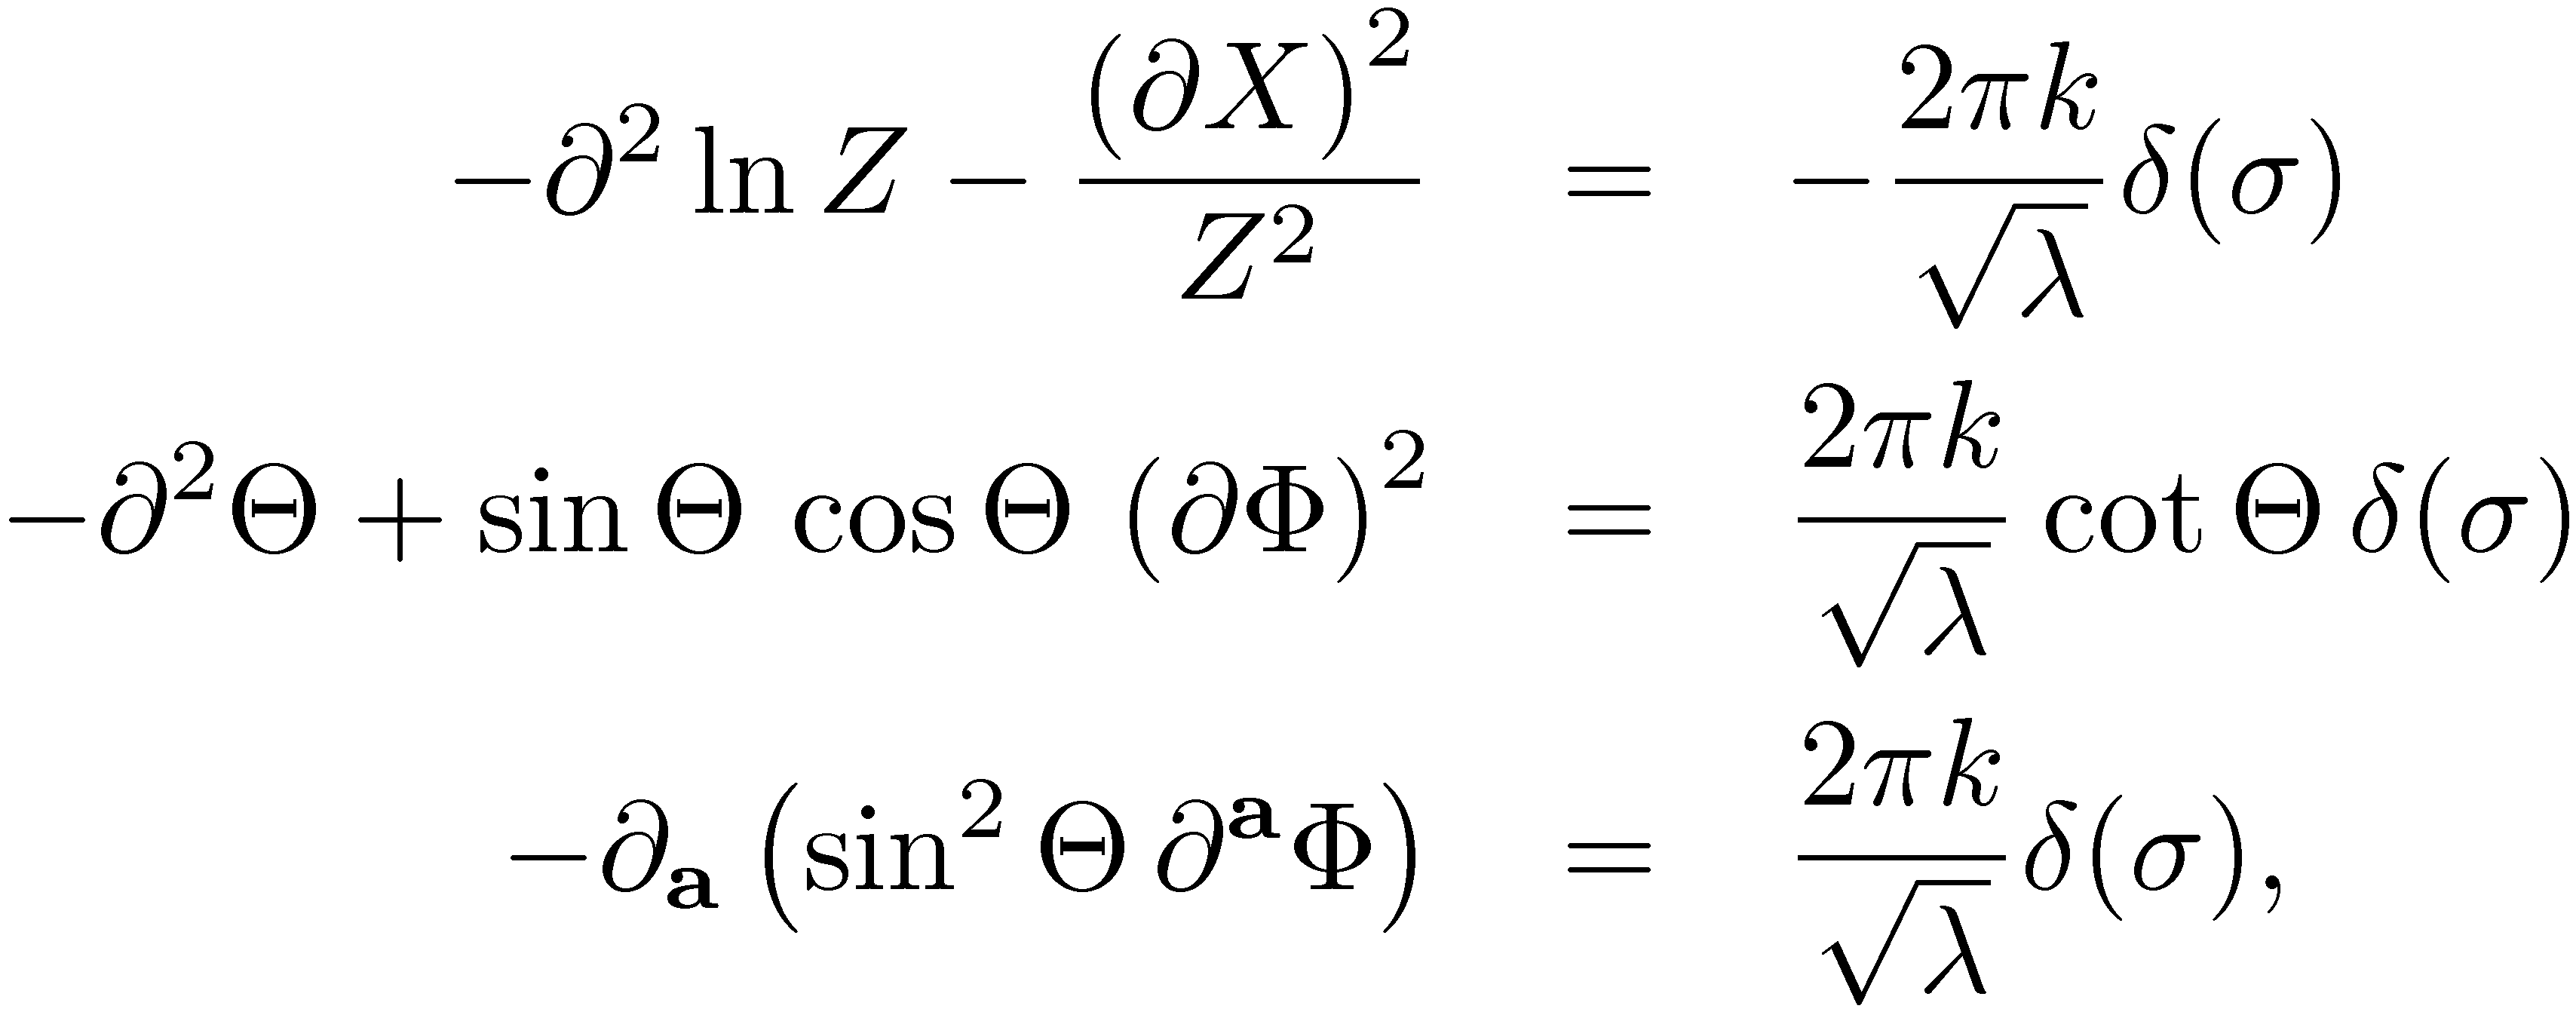 $-\partial^2 \ln Z - \frac{(\partial X)^2}{Z^2} = -\frac{2\pi k}{\sqrt{\lambda}} \delta(\sigma)$
$-\partial^2 \Theta + \sin \Theta \cos \Theta \, (\partial \Phi)^2 = \frac{2\pi k}{\sqrt{\lambda}} \cot \Theta \, \delta(\sigma)$
$-\partial_{\mathbf{a}} \left( \sin^2 \Theta \, \partial^{\mathbf{a}} \Phi \right) = \frac{2\pi k}{\sqrt{\lambda}} \delta(\sigma),$